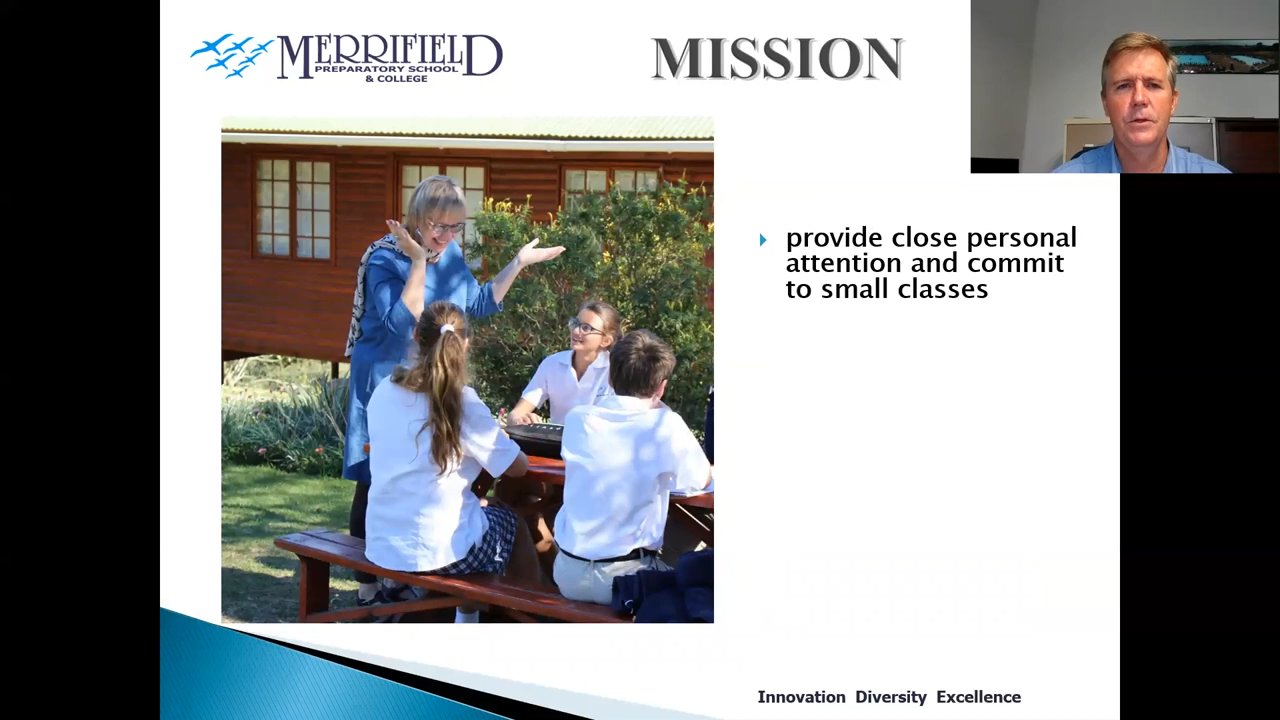 MERRIFIELD
PREPARATORY SCHOOL
& COLLEGE
MISSION
provide close personal
attention and commit
to small classes
Innovation Diversity Excellence